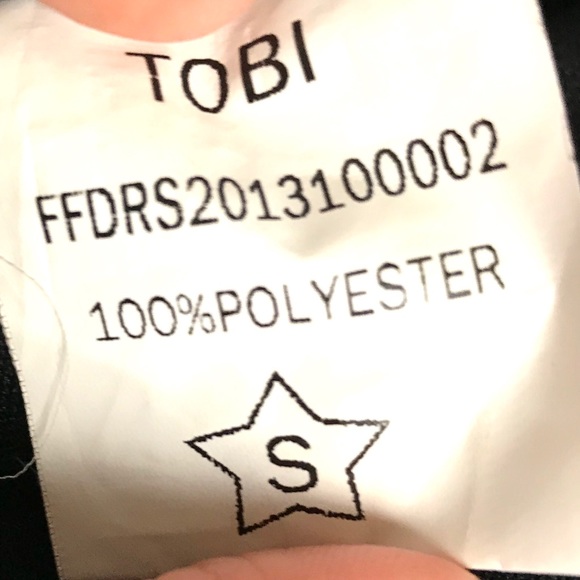 TOBI
FFDRS2013100002
100%POLYESTER
S